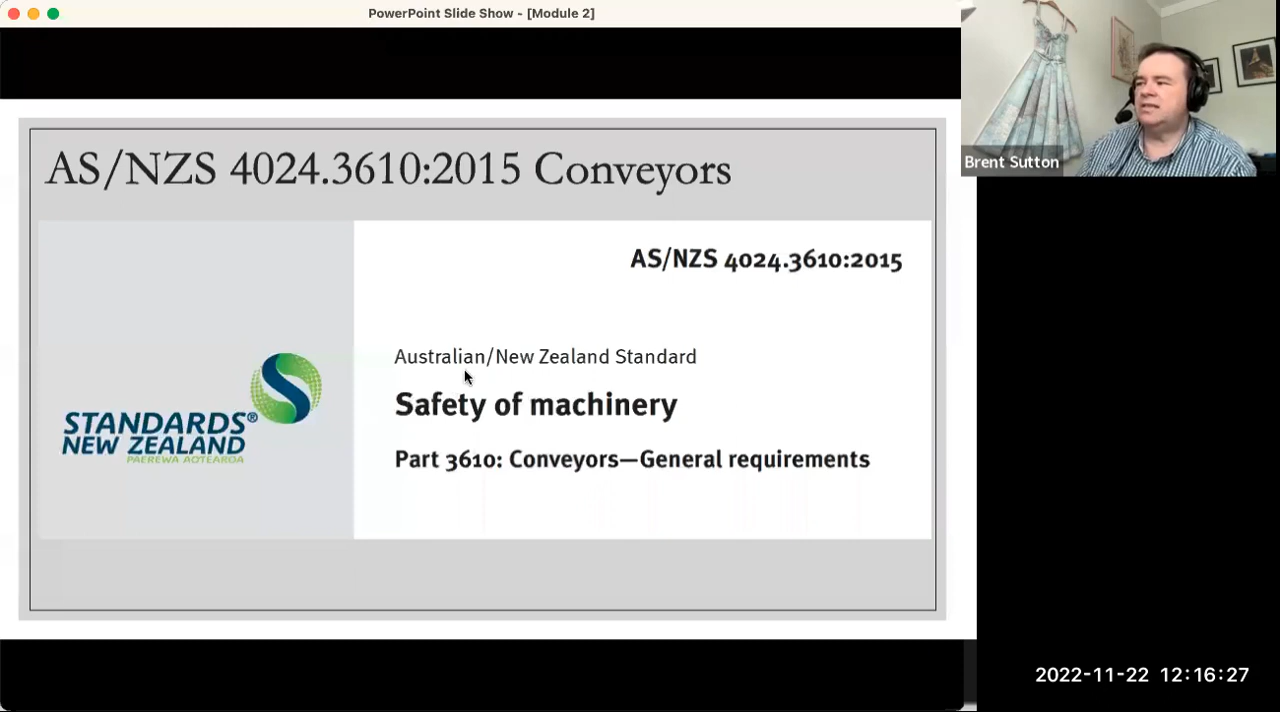 PowerPoint Slide Show - [Module 2]
AS/NZS 4024.3610:2015 Conveyors
AS/NZS 4024.3610:2015
Australian/New Zealand Standard
Safety of machinery
Part 3610: Conveyors—General requirements
STANDARDS®
NEW ZEALAND
PAEREWA AOTEAROA
Brent Sutton
2022-11-22 12:16:27